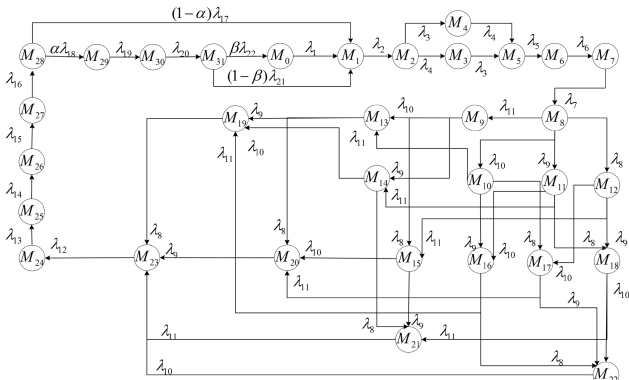 (1−α)λ₁₇
M₂₈ αλ₁₈ M₂₉ λ₁₉ M₃₀ λ₂₀ M₃₁ βλ₂₂ M₀ λ₁ M₁ λ₂ M₂ λ₃ M₄ λ₄
(1−β)λ₂₁
λ₄ M₃ λ₃ M₅ λ₅ M₆ λ₆ M₇
λ₁₆
λ₇
M₂₇
M₁₉ λ₉ M₁₃ λ₁₀ M₉ λ₁₁ M₈
λ₁₅
λ₁₁ λ₁₀ λ₁₁ λ₁₀ λ₉ λ₈
M₂₆
M₁₄ λ₉ M₁₀ M₁₁ M₁₂
λ₁₄
λ₁₁
M₂₅
λ₁₃ λ₁₂ λ₈ λ₈ λ₈ λ₁₁ λ₉ λ₁₀ λ₈ λ₈ λ₉
M₂₄ M₂₃ λ₉ M₂₀ λ₁₀ M₁₅ M₁₆ M₁₇ λ₁₀ M₁₈
λ₁₁ λ₉ λ₁₀
λ₈ λ₉
λ₁₁ M₂₁ λ₁₁
λ₁₀ λ₈ M₂₂